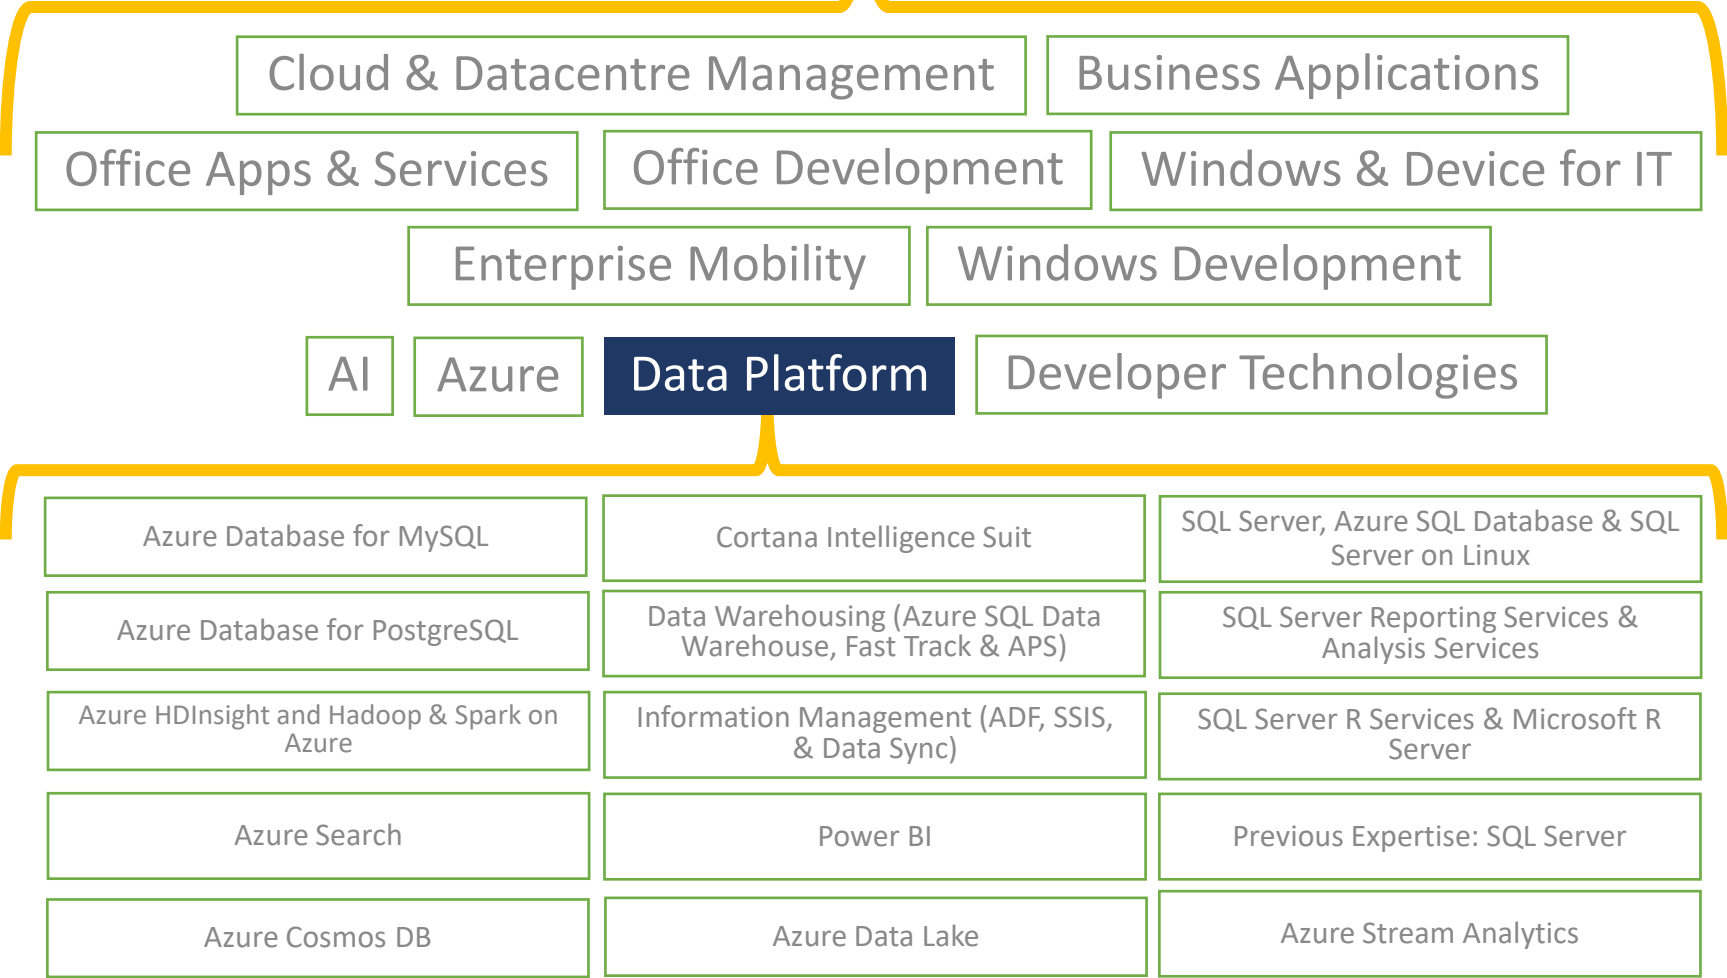 Cloud & Datacentre Management
Business Applications
Office Apps & Services
Office Development
Windows & Device for IT
Enterprise Mobility
Windows Development
AI
Azure
Data Platform
Developer Technologies
Azure Database for MySQL
Cortana Intelligence Suit
SQL Server, Azure SQL Database & SQL
Server on Linux
Azure Database for PostgreSQL
Data Warehousing (Azure SQL Data
Warehouse, Fast Track & APS)
SQL Server Reporting Services &
Analysis Services
Azure HDInsight and Hadoop & Spark on
Azure
Information Management (ADF, SSIS,
& Data Sync)
SQL Server R Services & Microsoft R
Server
Azure Search
Power BI
Previous Expertise: SQL Server
Azure Cosmos DB
Azure Data Lake
Azure Stream Analytics